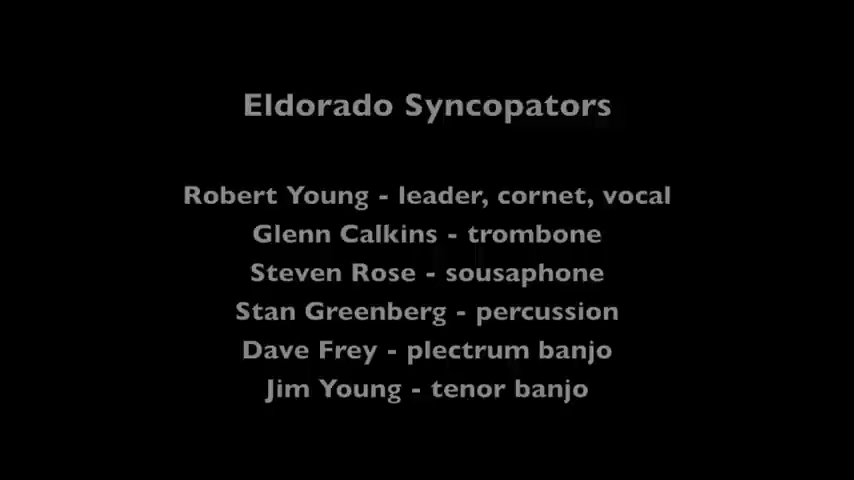 Eldorado Syncopators
Robert Young - leader, cornet, vocal
Glenn Calkins - trombone
Steven Rose - sousaphone
Stan Greenberg - percussion
Dave Frey - plectrum banjo
Jim Young - tenor banjo